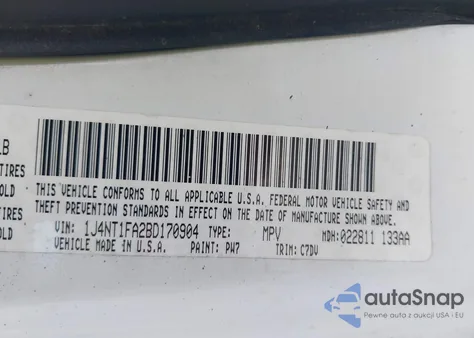 LB
TIRES
OLD
TIRES
OLD
THIS VEHICLE CONFORMS TO ALL APPLICABLE U.S.A. FEDERAL MOTOR VEHICLE SAFETY AND
THEFT PREVENTION STANDARDS IN EFFECT ON THE DATE OF MANUFACTURE SHOWN ABOVE.
VIN: 1J4NT1FA2BD170904 TYPE: MPV MDH:022811 133AA
VEHICLE MADE IN U.S.A. PAINT: PW7 TRIM: C7DV
autoSnap
Pewne auta z aukcji USA i EU